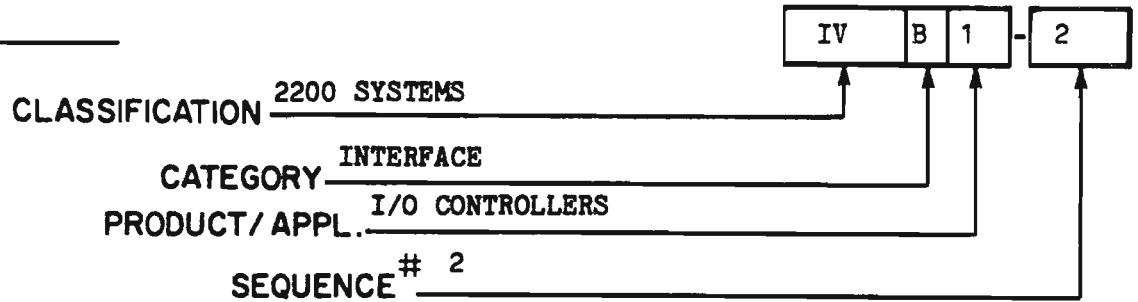 IV B 1 - 2
CLASSIFICATION 2200 SYSTEMS
CATEGORY INTERFACE
PRODUCT/APPL. I/O CONTROLLERS
SEQUENCE # 2